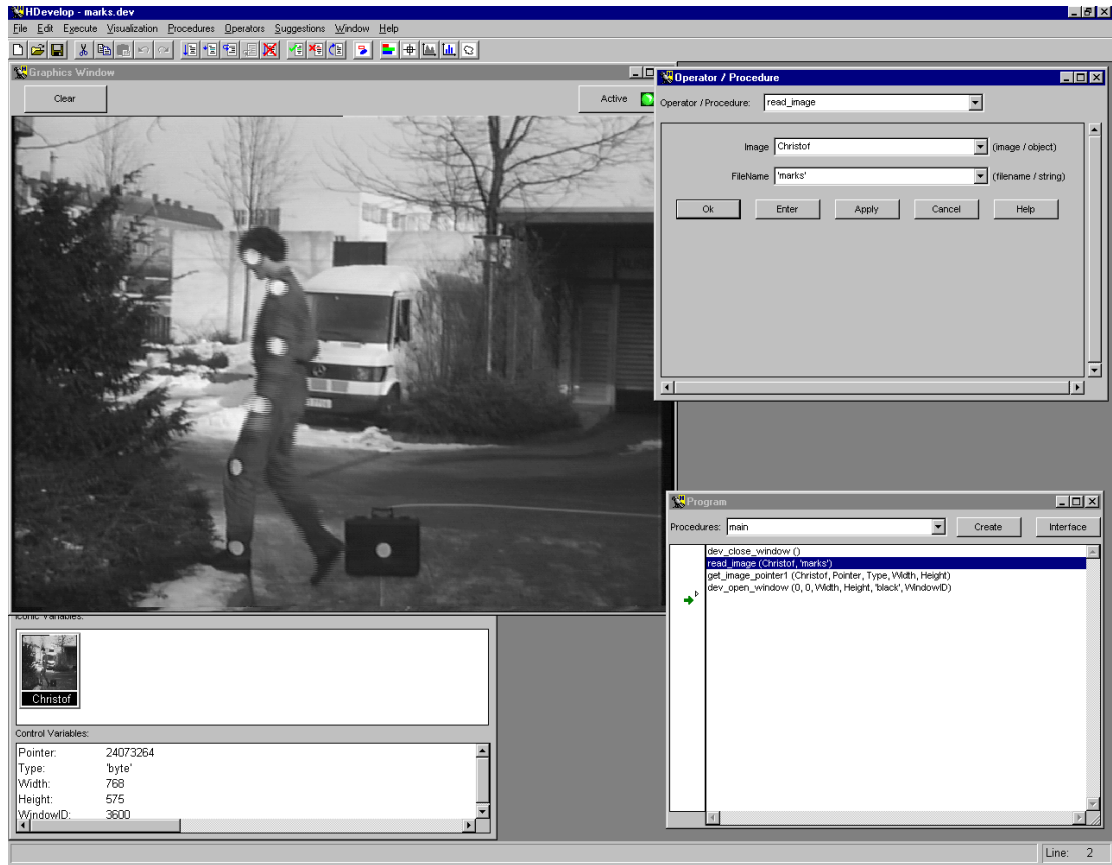 HDevelop - marks.dev
File Edit Execute Visualization Procedures Operators Suggestions Window Help
Graphics Window
Clear
Active
Operator / Procedure
Operator / Procedure: read_image
Image Christof (image / object)
FileName 'marks' (filename / string)
Ok Enter Apply Cancel Help
Program
Procedures: main Create Interface
dev_close_window ()
read_image (Christof, 'marks')
get_image_pointer1 (Christof, Pointer, Type, Width, Height)
dev_open_window (0, 0, Width, Height, 'black', WindowID)
Iconic Variables:
Christof
Control Variables:
Pointer: 24073264
Type: 'byte'
Width: 768
Height: 575
WindowID: 3600
Line: 2